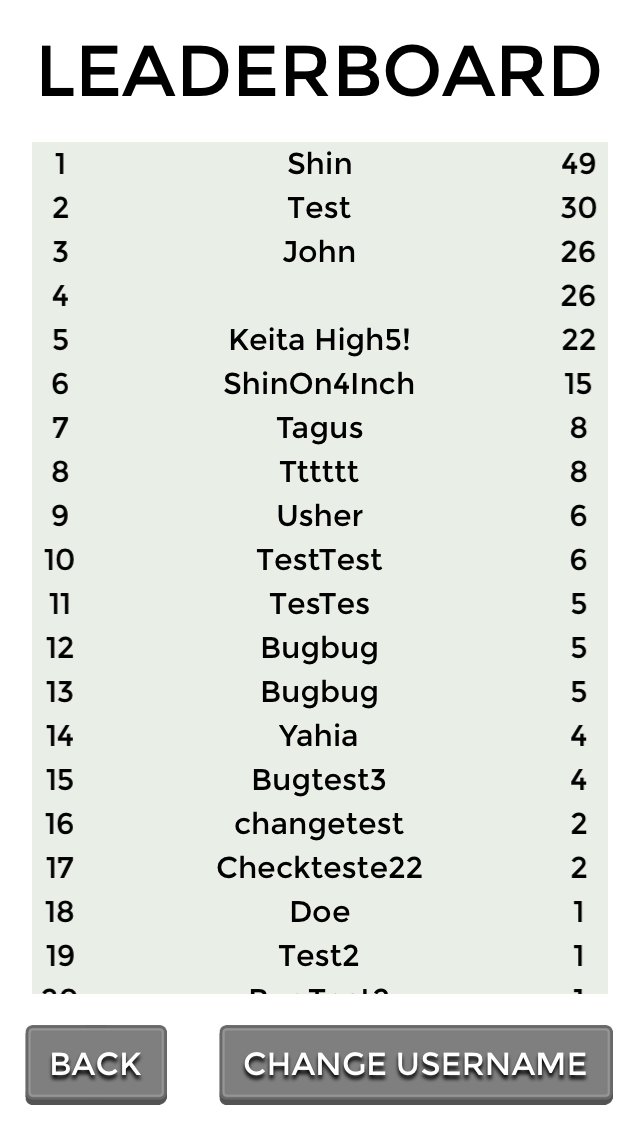 LEADERBOARD
1 Shin 49
2 Test 30
3 John 26
4 26
5 Keita High5! 22
6 ShinOn4Inch 15
7 Tagus 8
8 Tttttt 8
9 Usher 6
10 TestTest 6
11 TesTes 5
12 Bugbug 5
13 Bugbug 5
14 Yahia 4
15 Bugtest3 4
16 changetest 2
17 Checkteste22 2
18 Doe 1
19 Test2 1
BACK CHANGE USERNAME